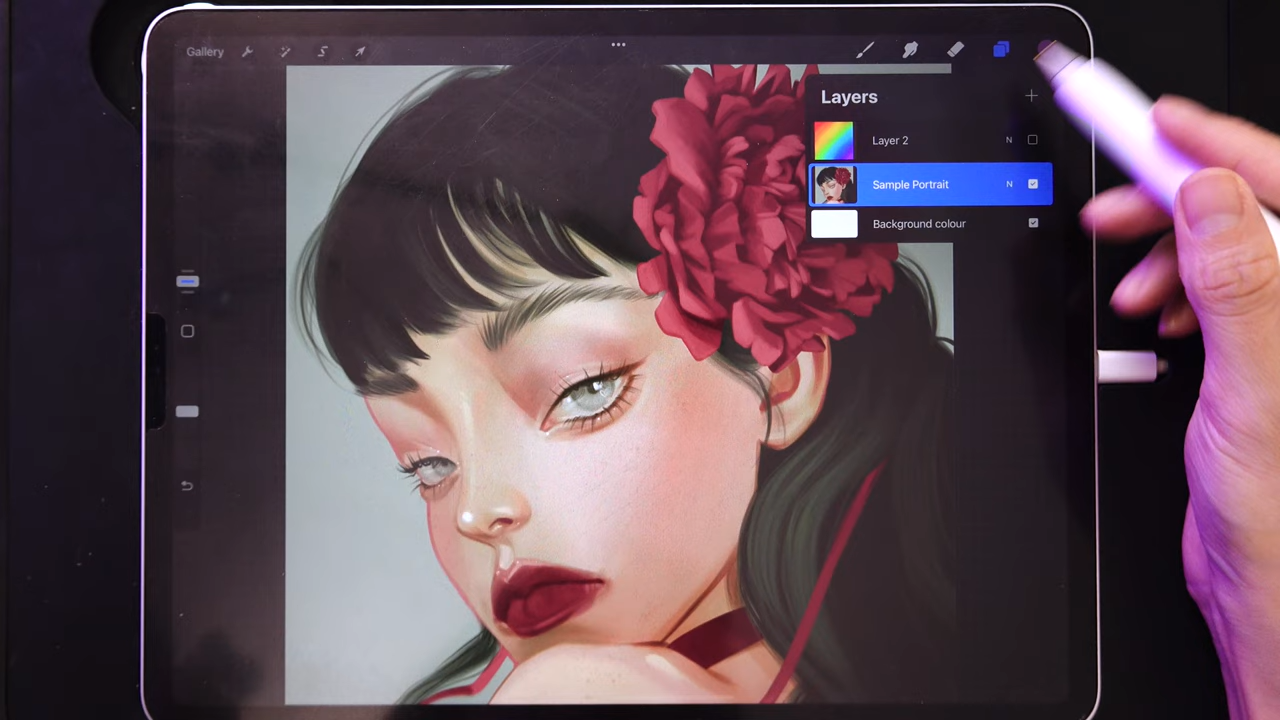 Gallery
Layers
Layer 2 N
Sample Portrait N
Background colour